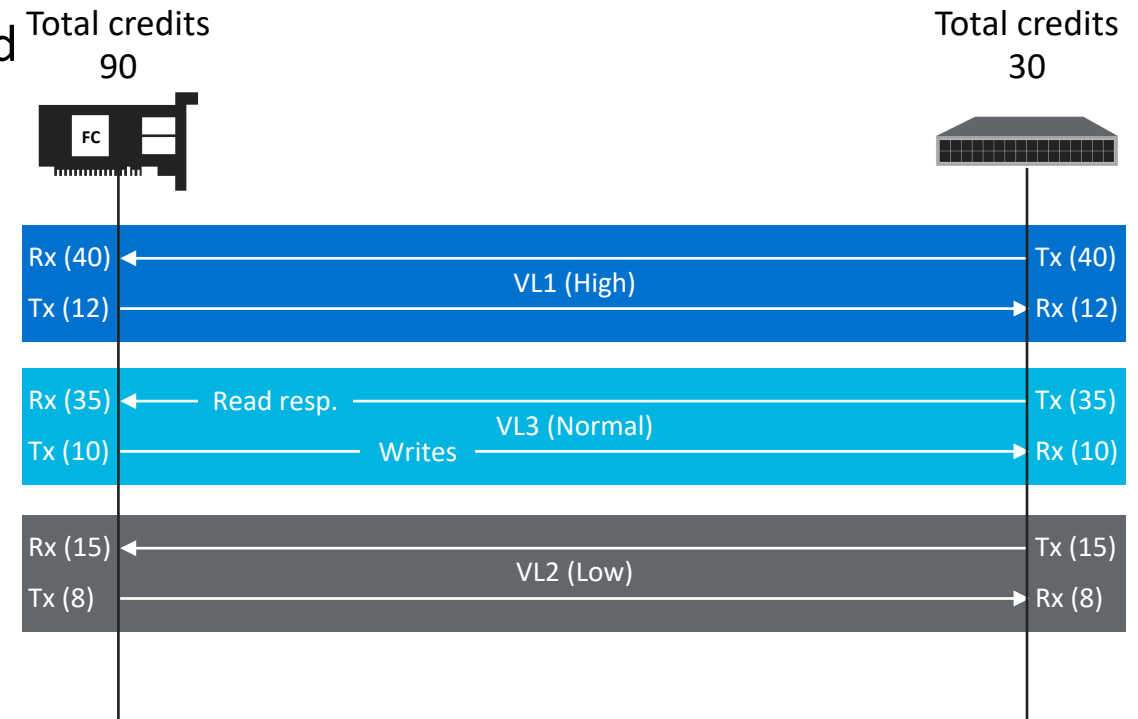 d
Total credits
90
Total credits
30
FC
Rx (40)
Tx (40)
VL1 (High)
Tx (12)
Rx (12)
Rx (35)
Read resp.
Tx (35)
VL3 (Normal)
Tx (10)
Writes
Rx (10)
Rx (15)
Tx (15)
VL2 (Low)
Tx (8)
Rx (8)